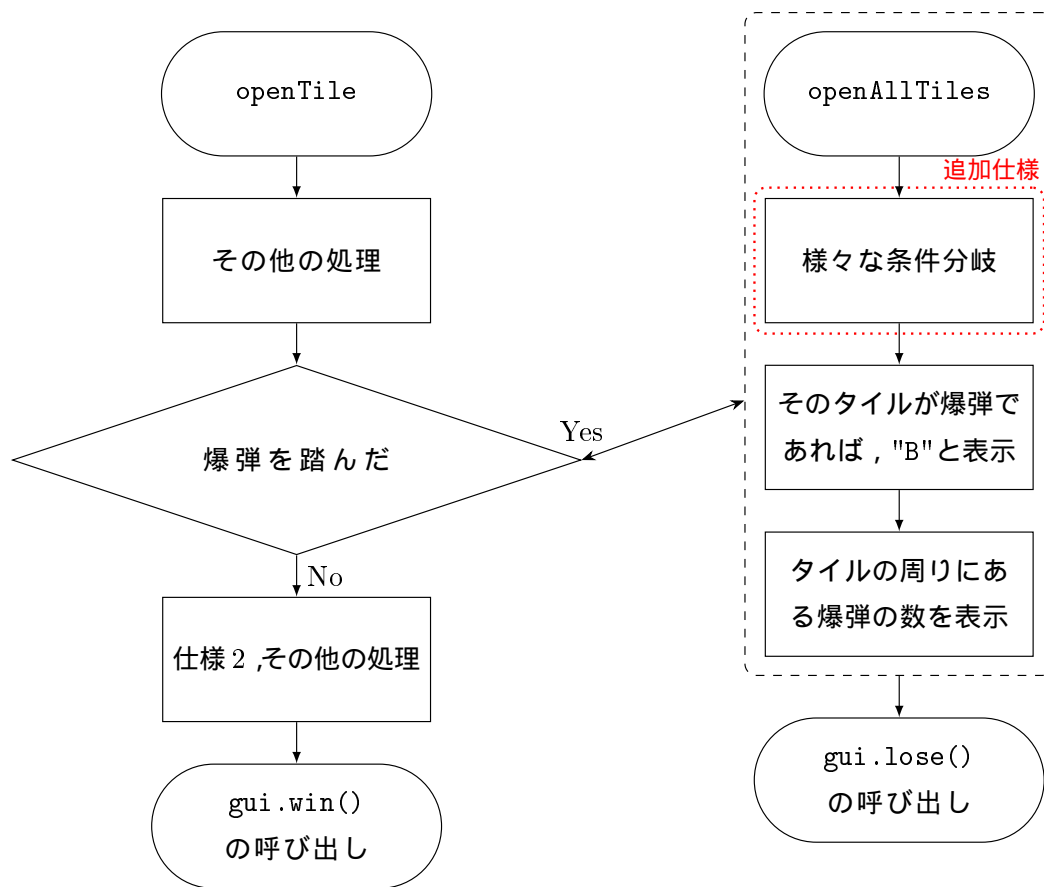 openTile
その他の処理
爆弾を踏んだ
Yes
No
仕様2,その他の処理
gui.win()
の呼び出し
openAllTiles
追加仕様
様々な条件分岐
そのタイルが爆弾で
あれば,"B"と表示
タイルの周りにあ
る爆弾の数を表示
gui.lose()
の呼び出し